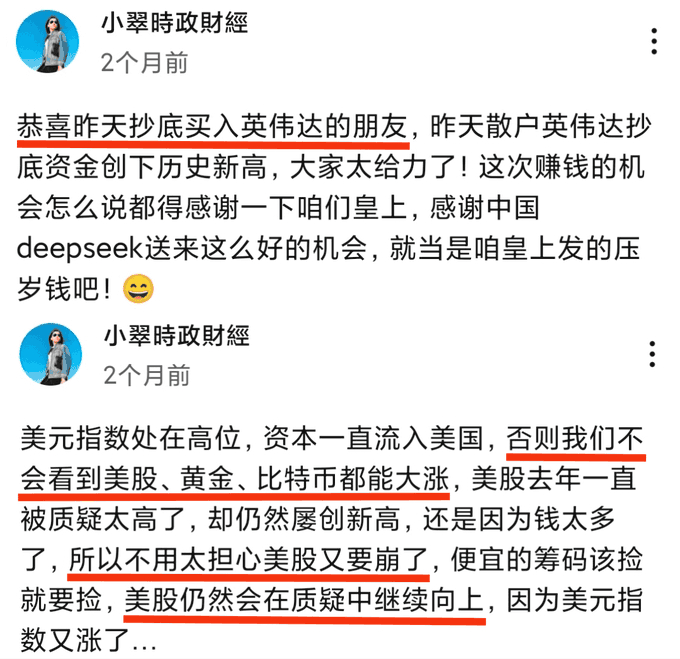 小翠時政財經
2个月前
恭喜昨天抄底买入英伟达的朋友，昨天散户英伟达抄
底资金创下历史新高，大家太给力了！这次赚钱的机
会怎么说都得感谢一下咱们皇上，感谢中国
deepseek送来这么好的机会，就当是咱皇上发的压
岁钱吧！😄
小翠時政財經
2个月前
美元指数处在高位，资本一直流入美国，否则我们不
会看到美股、黄金、比特币都能大涨，美股去年一直
被质疑太高了，却仍然屡创新高，还是因为钱太多
了，所以不用太担心美股又要崩了，便宜的筹码该捡
就要捡，美股仍然会在质疑中继续向上，因为美元指
数又涨了...